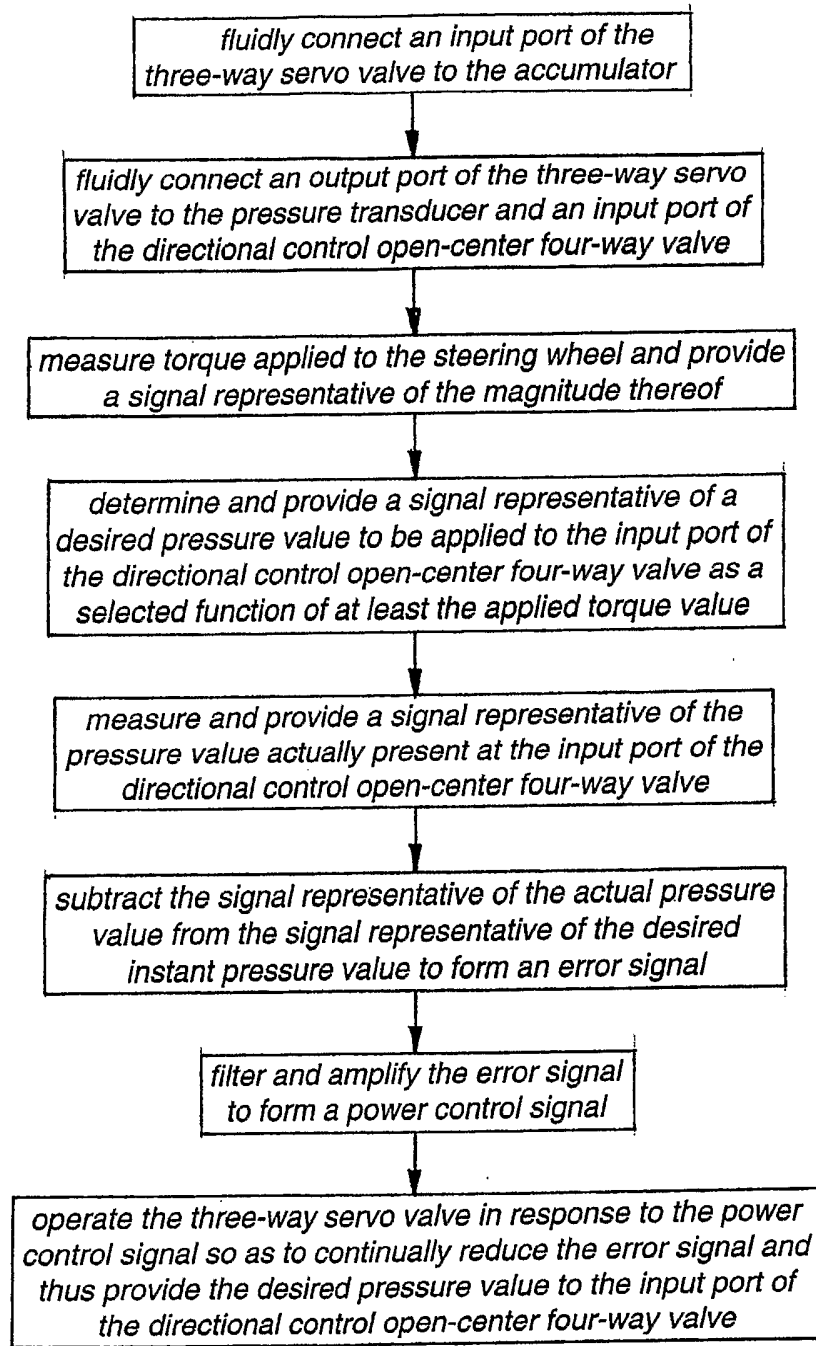 fluidly connect an input port of the
three-way servo valve to the accumulator
fluidly connect an output port of the three-way servo
valve to the pressure transducer and an input port of
the directional control open-center four-way valve
measure torque applied to the steering wheel and provide
a signal representative of the magnitude thereof
determine and provide a signal representative of a
desired pressure value to be applied to the input port of
the directional control open-center four-way valve as a
selected function of at least the applied torque value
measure and provide a signal representative of the
pressure value actually present at the input port of the
directional control open-center four-way valve
subtract the signal representative of the actual pressure
value from the signal representative of the desired
instant pressure value to form an error signal
filter and amplify the error signal
to form a power control signal
operate the three-way servo valve in response to the power
control signal so as to continually reduce the error signal and
thus provide the desired pressure value to the input port of
the directional control open-center four-way valve